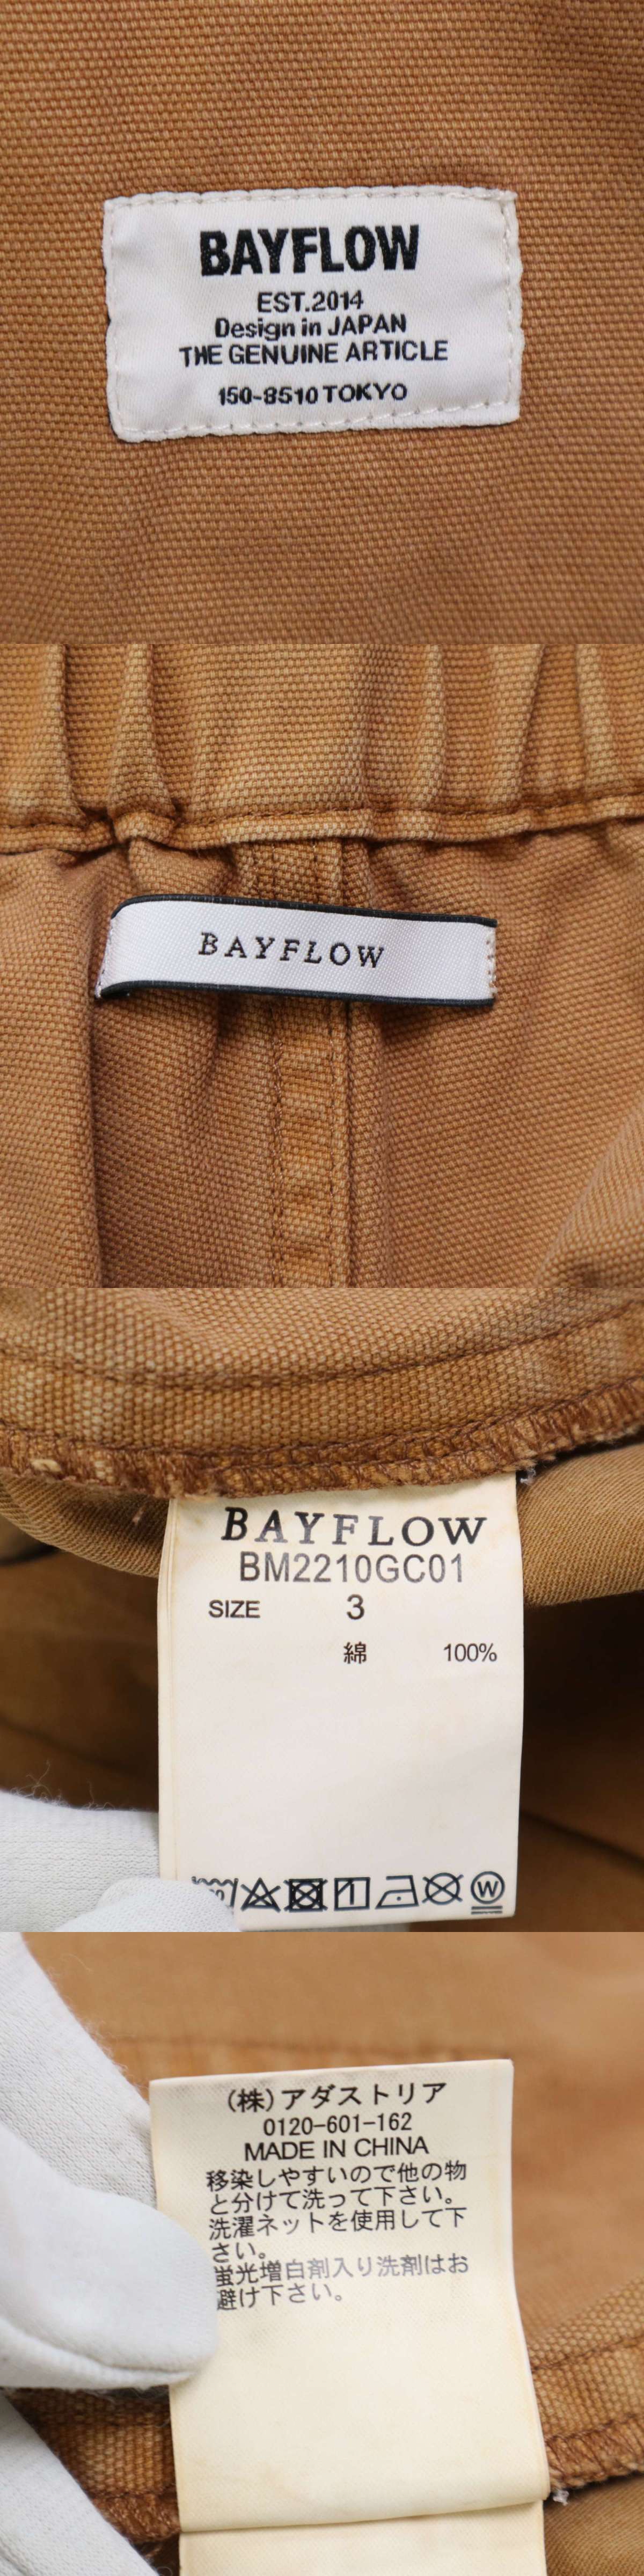 BAYFLOW
EST.2014
Design in JAPAN
THE GENUINE ARTICLE
150-8510 TOKYO
BAYFLOW
BAYFLOW
BM2210GC01
SIZE 3
綿 100%
W
(株)アダストリア
0120-601-162
MADE IN CHINA
移染しやすいので他の物
と分けて洗って下さい。
洗濯ネットを使用して下
さい。
蛍光増白剤入り洗剤はお
避け下さい。